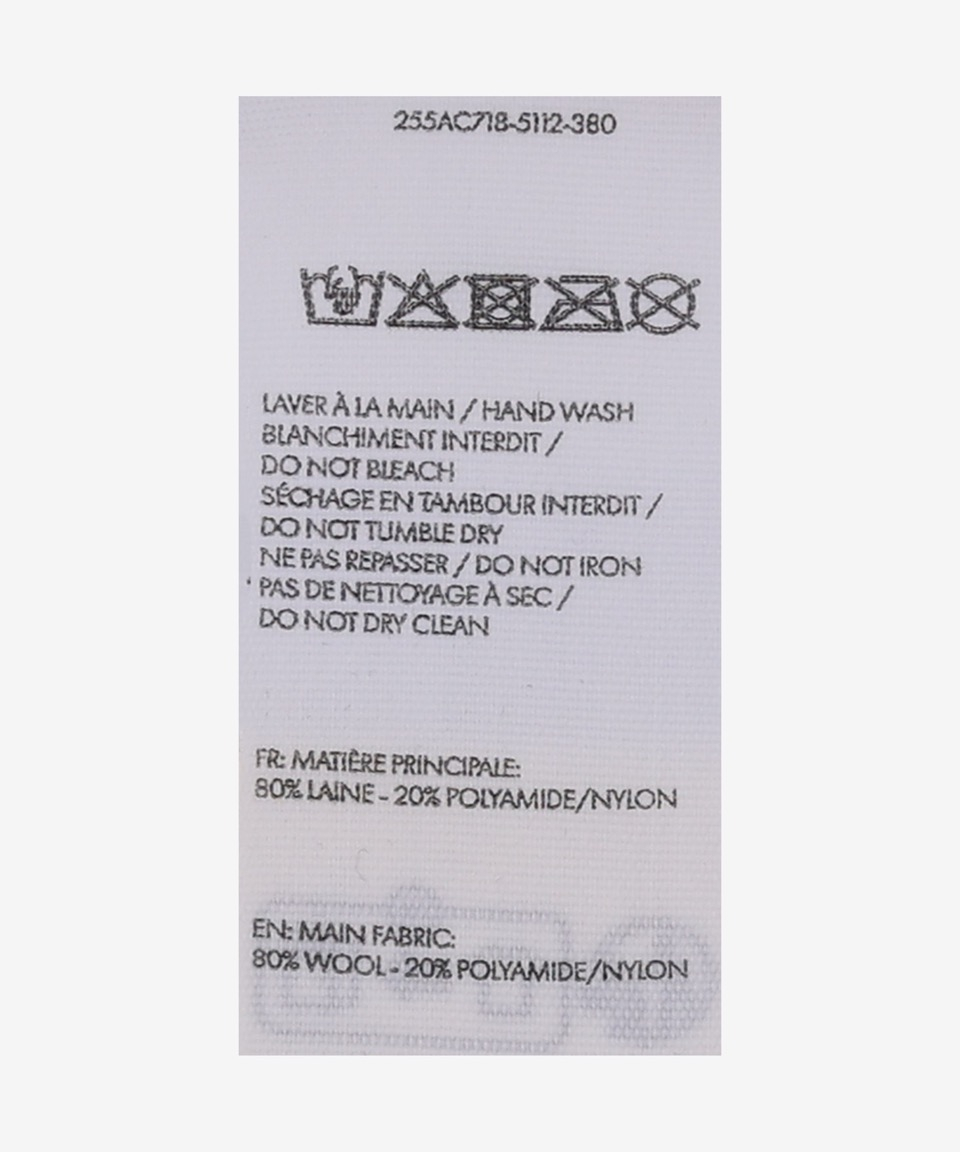 255AC718-5112-380
LAVER À LA MAIN / HAND WASH
BLANCHIMENT INTERDIT /
DO NOT BLEACH
SÉCHAGE EN TAMBOUR INTERDIT /
DO NOT TUMBLE DRY
NE PAS REPASSER / DO NOT IRON
PAS DE NETTOYAGE À SEC /
DO NOT DRY CLEAN
FR: MATIÈRE PRINCIPALE:
80% LAINE - 20% POLYAMIDE/NYLON
EN: MAIN FABRIC:
80% WOOL - 20% POLYAMIDE/NYLON